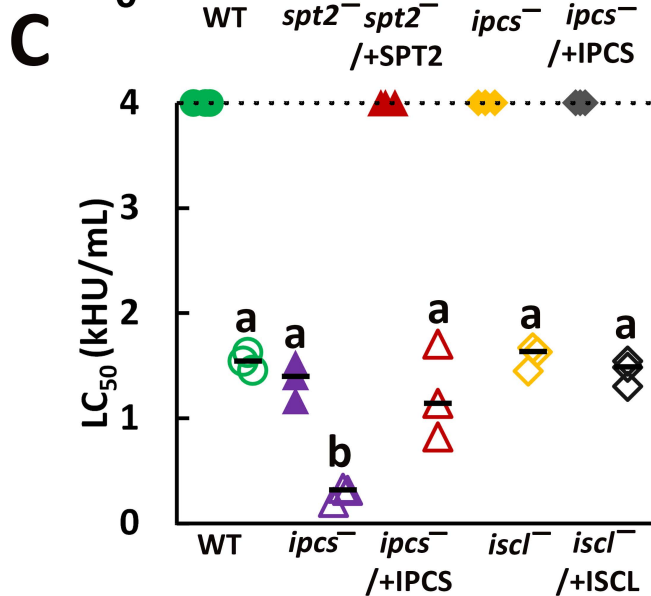 C
WT spt2⁻ spt2⁻ ipcs⁻ ipcs⁻
/+SPT2 /+IPCS
4
3
2
1
0
LC₅₀ (kHU/mL)
a a b a a a
WT ipcs⁻ ipcs⁻ iscl⁻ iscl⁻
/+IPCS /+ISCL